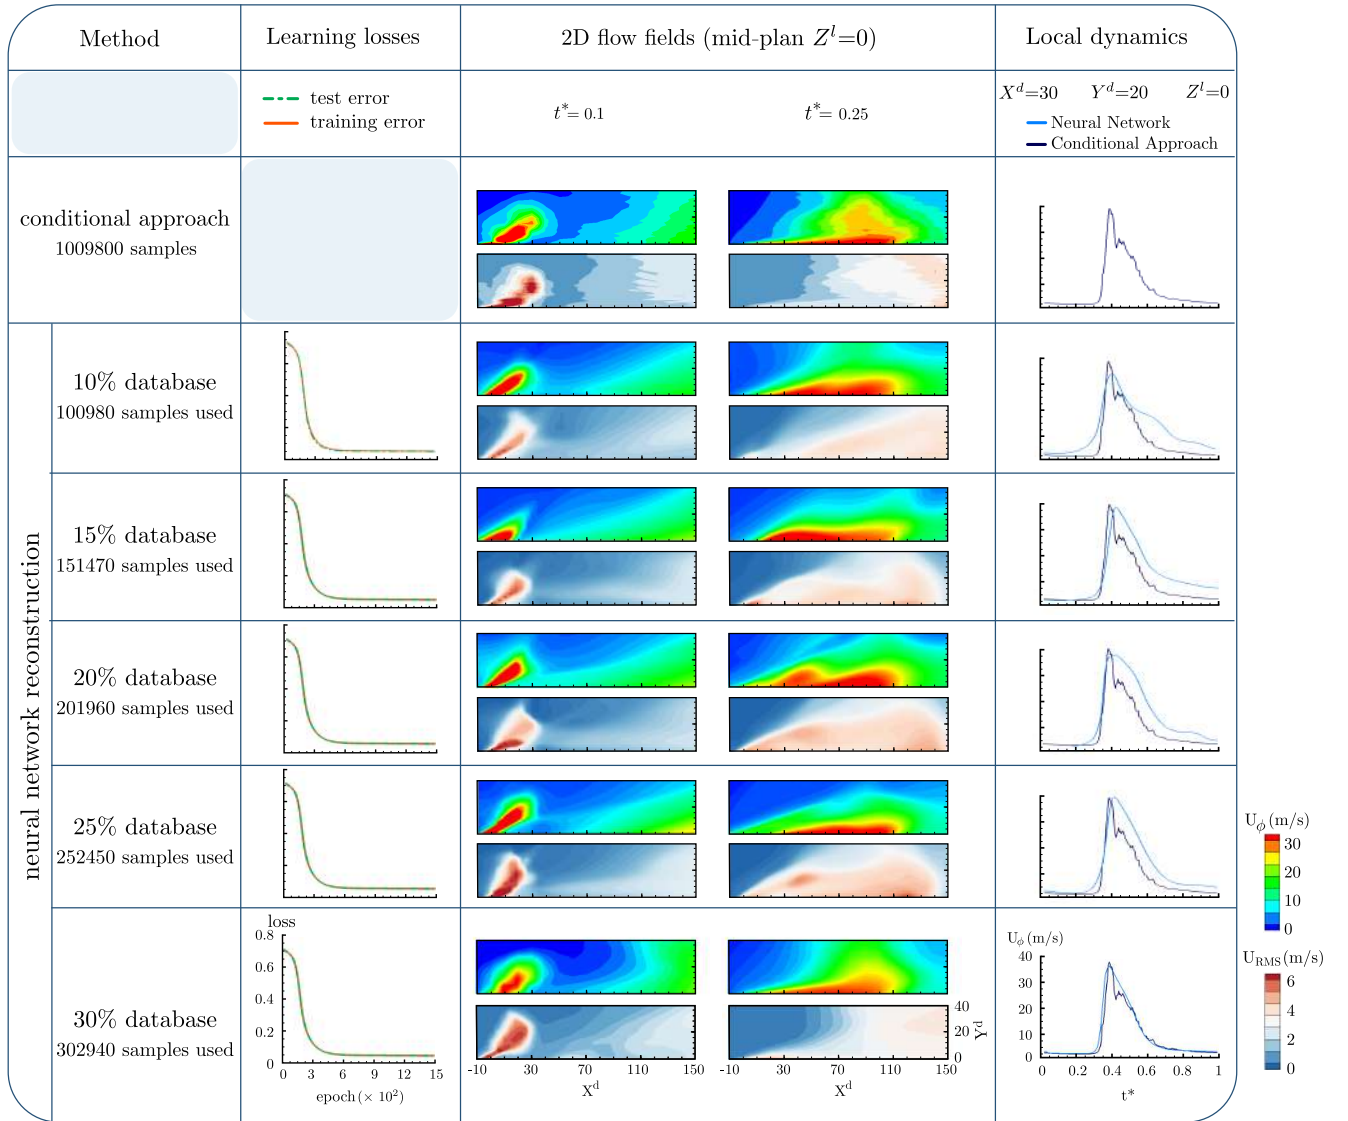 Method
Learning losses
2D flow fields (mid-plan Z^l=0)
Local dynamics
test error
training error
t*= 0.1
t*= 0.25
X^d=30 Y^d=20 Z^l=0
Neural Network
Conditional Approach
conditional approach
1009800 samples
neural network reconstruction
10% database
100980 samples used
15% database
151470 samples used
20% database
201960 samples used
25% database
252450 samples used
30% database
302940 samples used
loss
0.8
0.6
0.4
0.2
0
0 3 6 9 12 15
epoch(× 10²)
-10 30 70 110 150
X^d
-10 30 70 110 150
X^d
40
20
0
Y^d
U_ϕ(m/s)
40
30
20
10
0
0 0.2 0.4 0.6 0.8 1
t*
U_ϕ(m/s)
30
20
10
0
U_RMS(m/s)
6
4
2
0